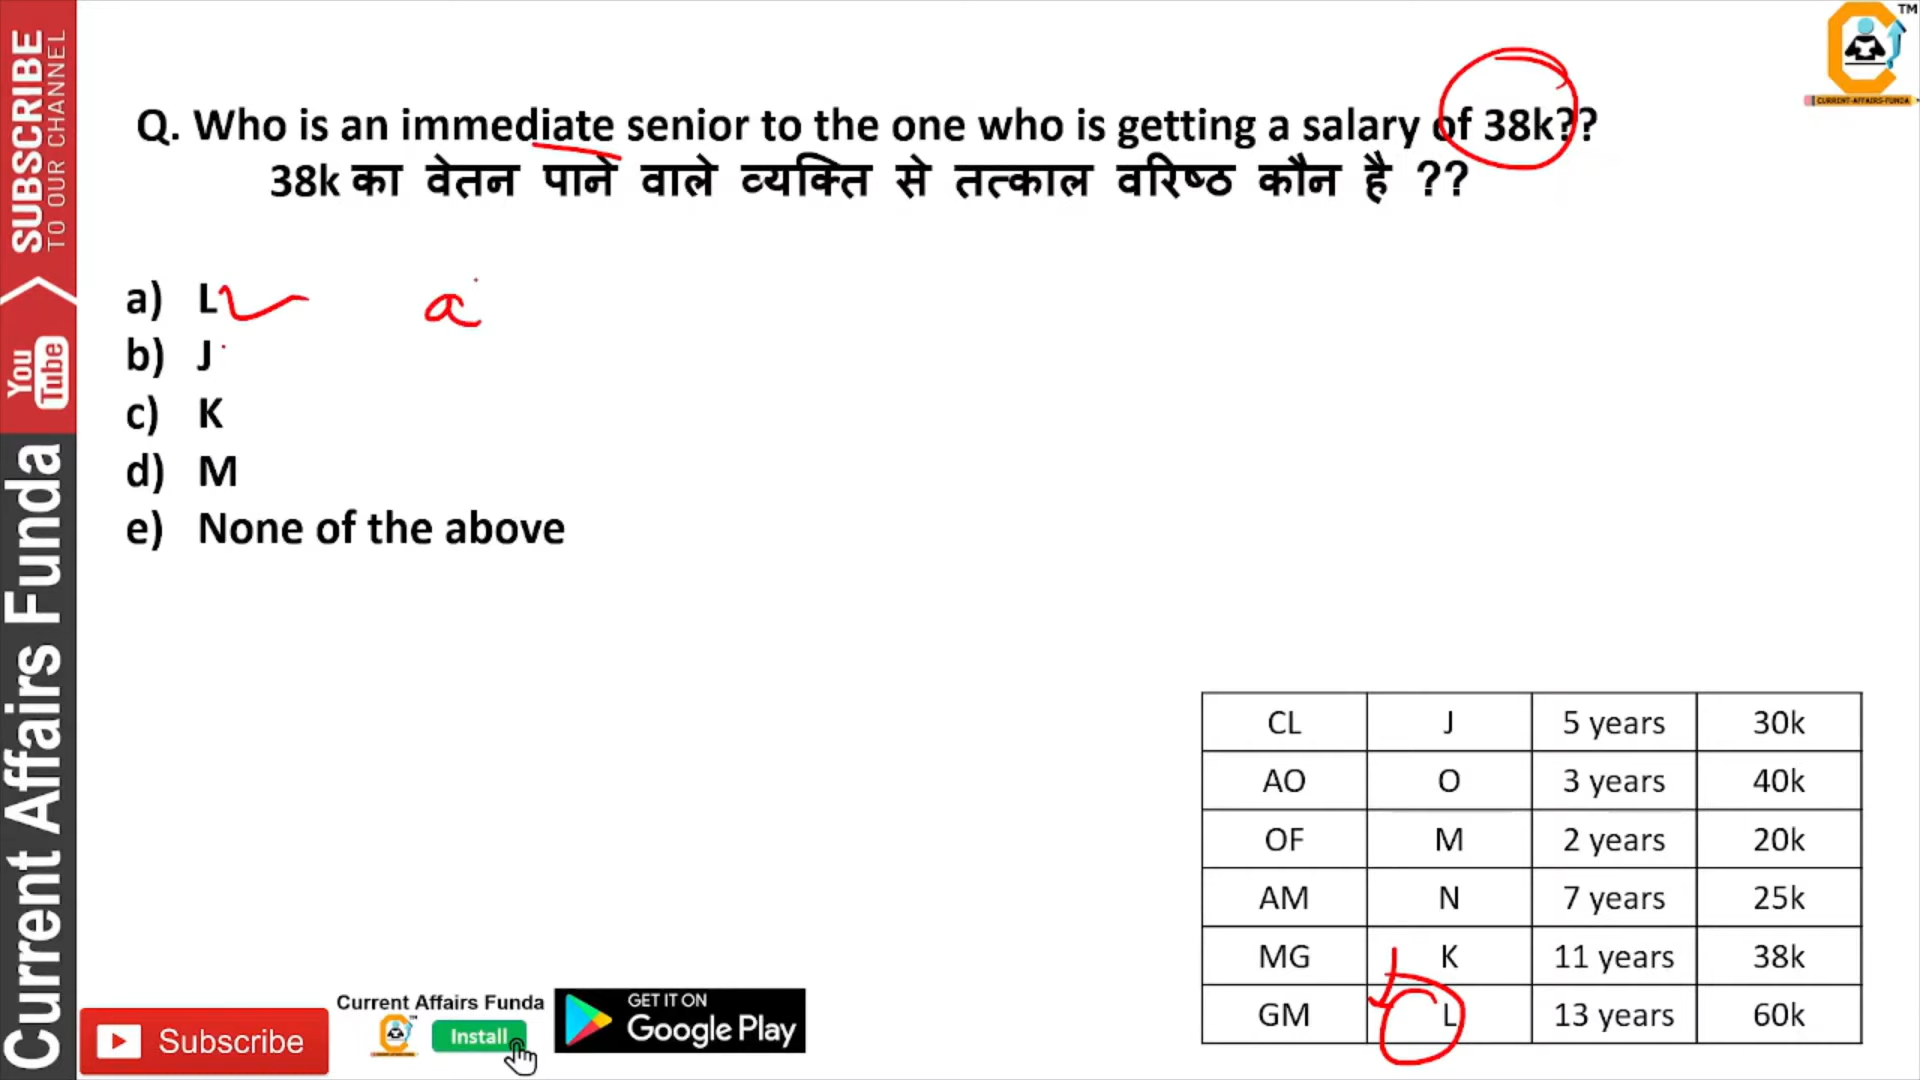 SUBSCRIBE
TO OUR CHANNEL
You
Tube
Current Affairs Funda
TM
CURRENT-AFFAIRS-FUNDA
Q. Who is an immediate senior to the one who is getting a salary of 38k??
38k का वेतन पाने वाले व्यक्ति से तत्काल वरिष्ठ कौन है ??
a) L a
b) J
c) K
d) M
e) None of the above
CL J 5 years 30k
AO O 3 years 40k
OF M 2 years 20k
AM N 7 years 25k
MG K 11 years 38k
GM L 13 years 60k
Subscribe
Current Affairs Funda
Install
GET IT ON
Google Play